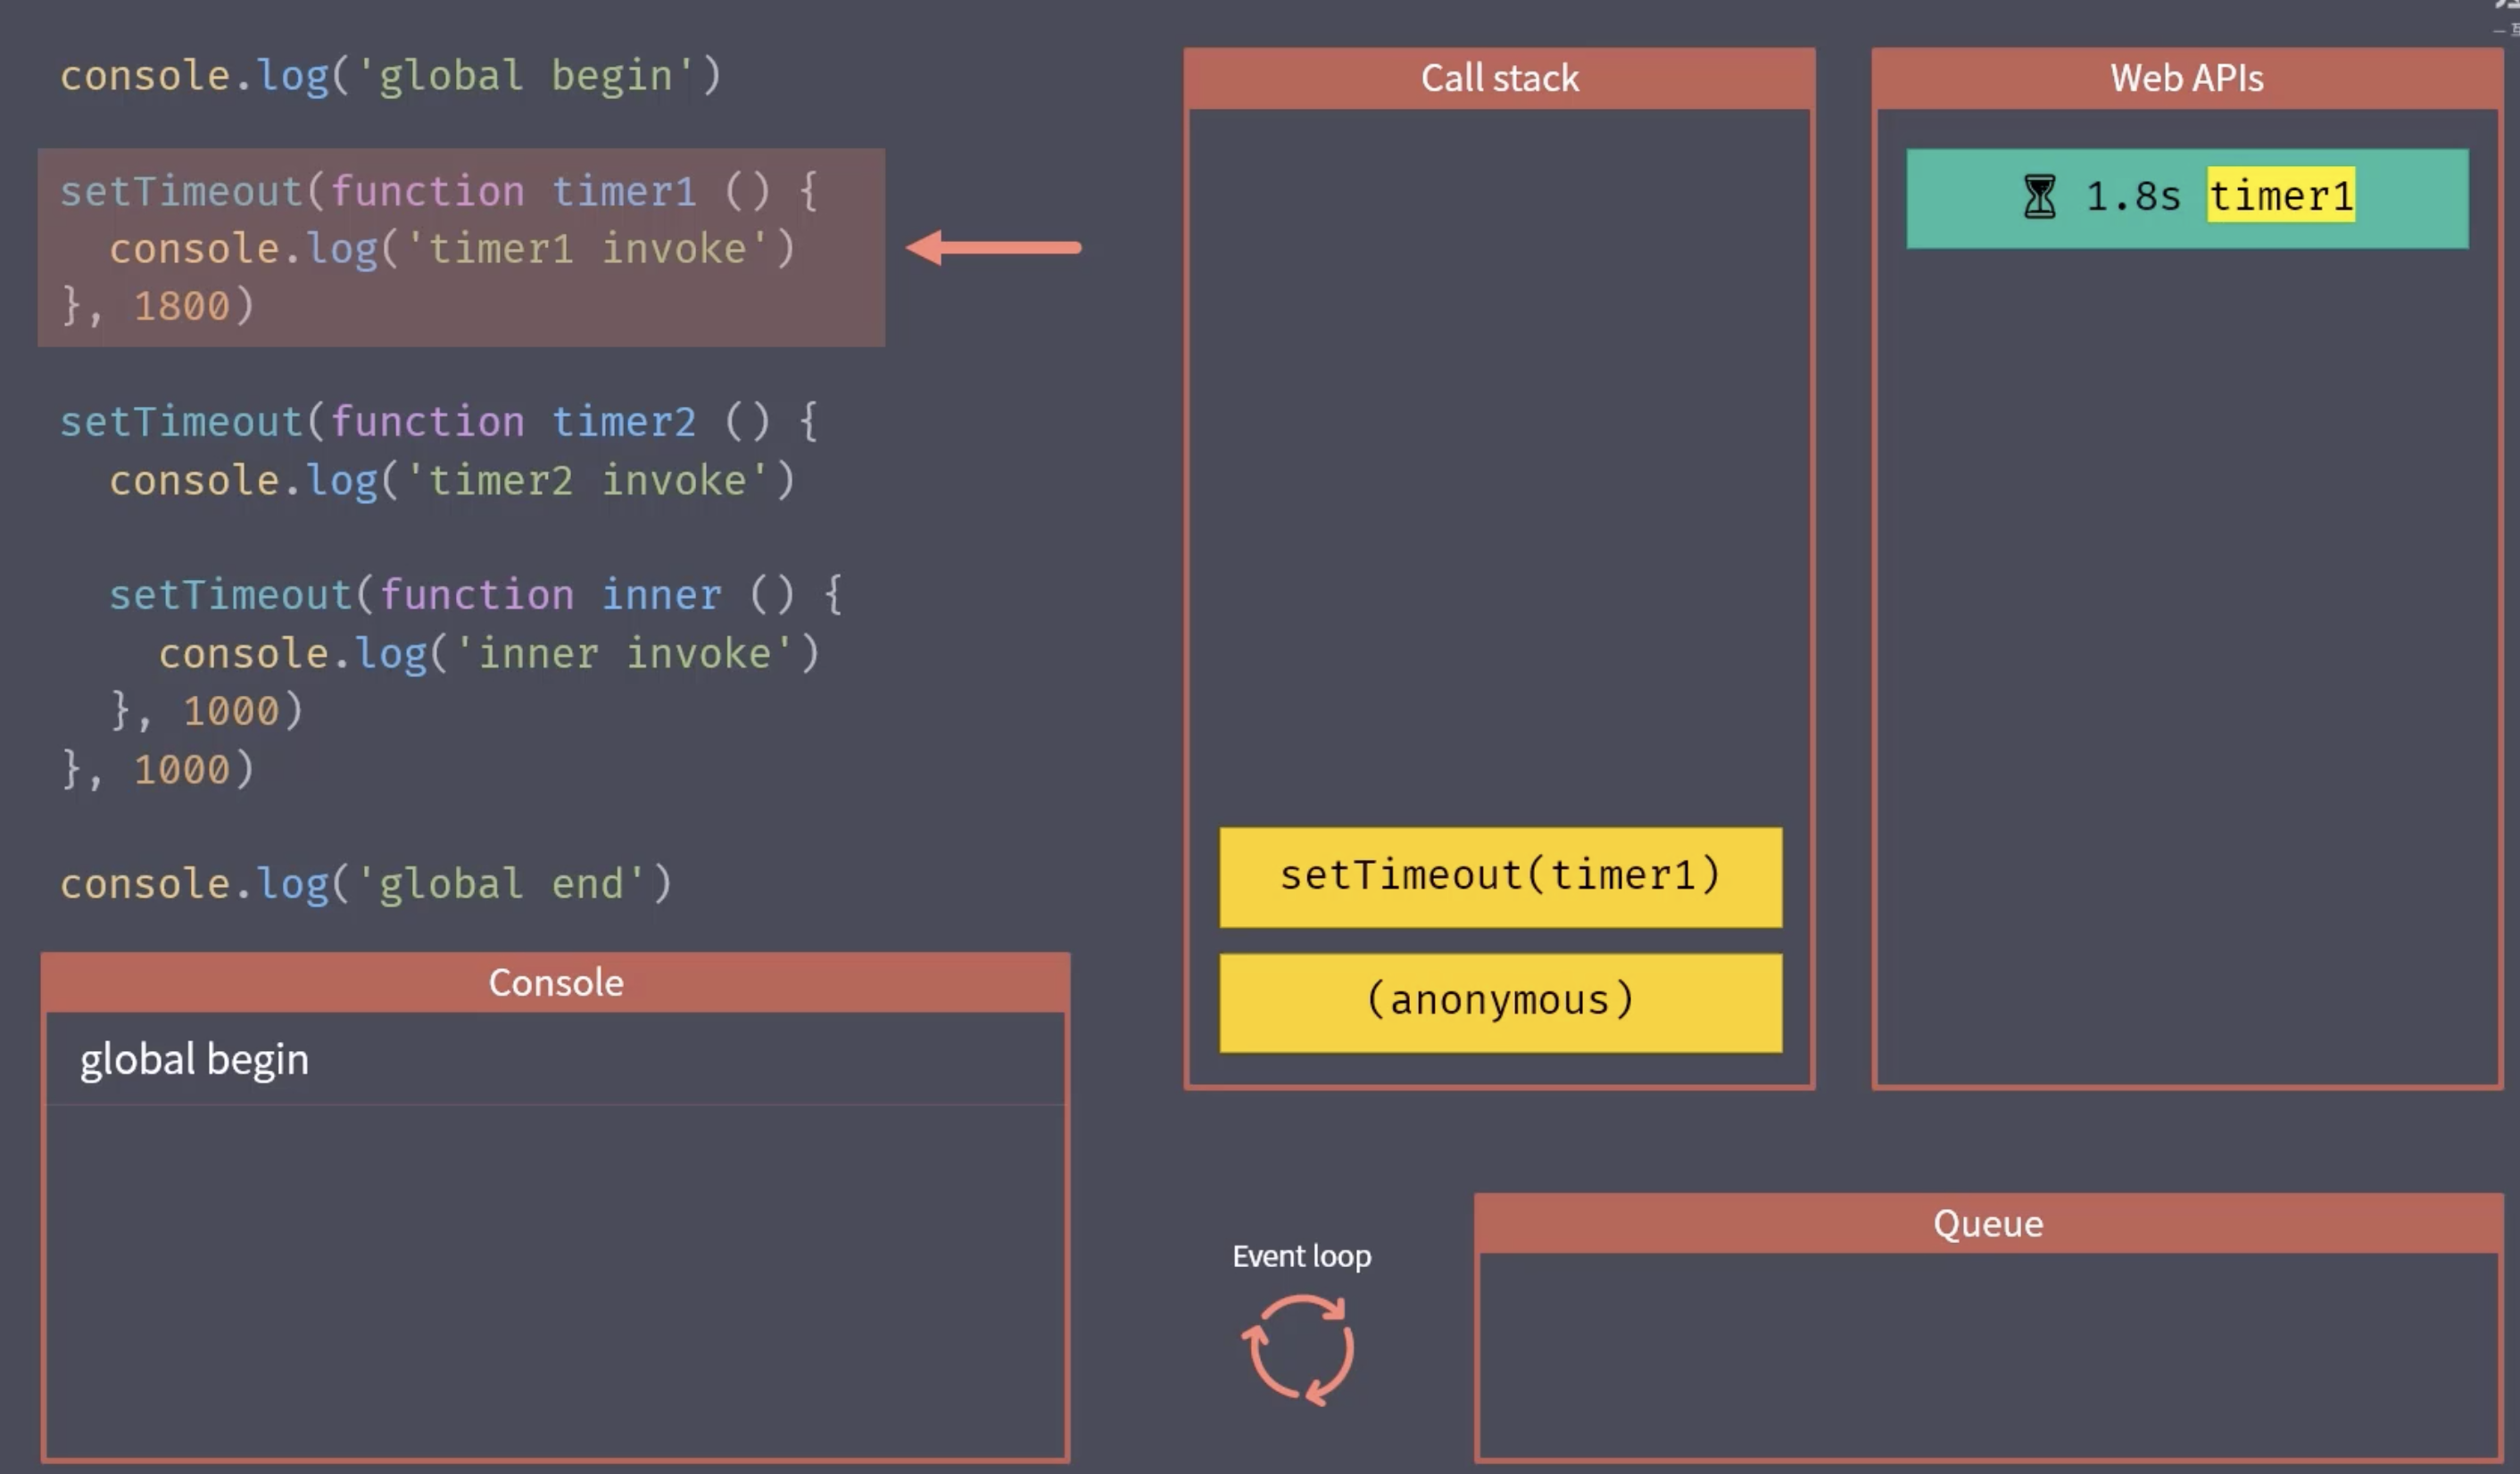 console.log('global begin')
setTimeout(function timer1 () {
  console.log('timer1 invoke')
}, 1800)
setTimeout(function timer2 () {
  console.log('timer2 invoke')
  setTimeout(function inner () {
    console.log('inner invoke')
  }, 1000)
}, 1000)
console.log('global end')
Console
global begin
Call stack
setTimeout(timer1)
(anonymous)
Web APIs
1.8s timer1
Event loop
Queue